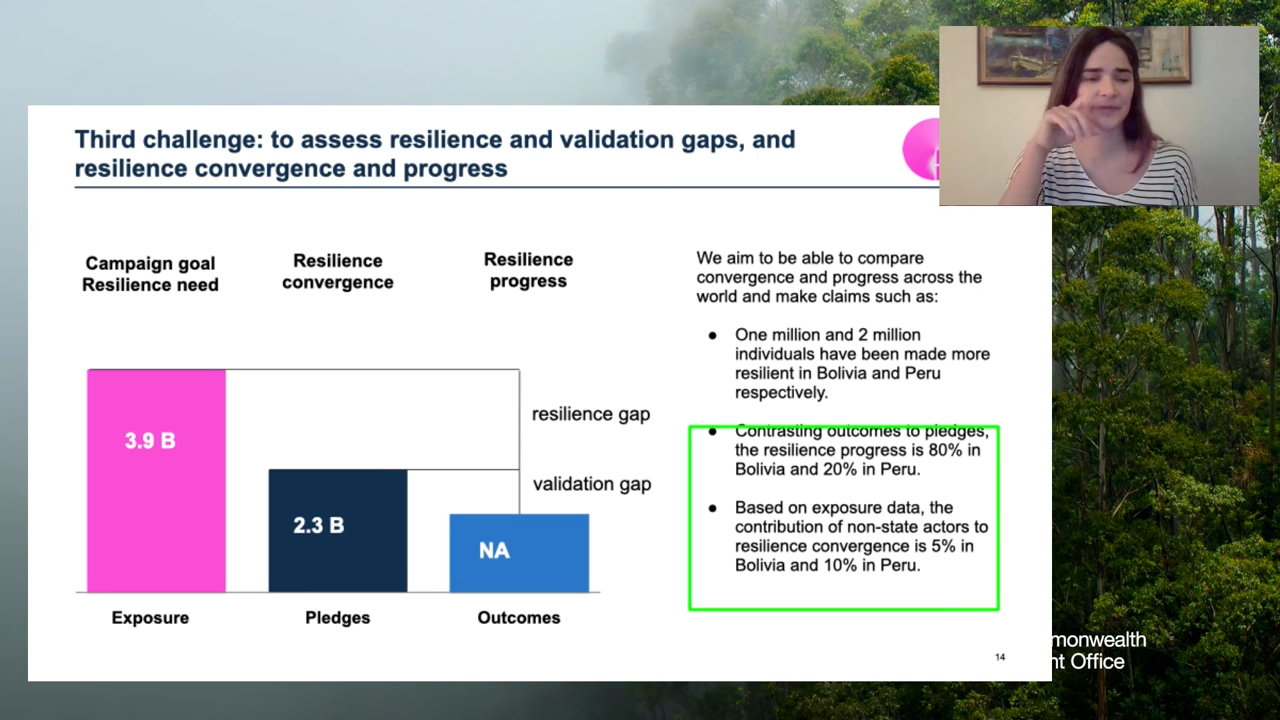 Third challenge: to assess resilience and validation gaps, and
resilience convergence and progress
Campaign goal
Resilience need
Resilience
convergence
Resilience
progress
3.9 B
2.3 B
NA
resilience gap
validation gap
Exposure
Pledges
Outcomes
We aim to be able to compare
convergence and progress across the
world and make claims such as:
● One million and 2 million
individuals have been made more
resilient in Bolivia and Peru
respectively.
● Contrasting outcomes to pledges,
the resilience progress is 80% in
Bolivia and 20% in Peru.
● Based on exposure data, the
contribution of non-state actors to
resilience convergence is 5% in
Bolivia and 10% in Peru.
14
monwealth
nt Office